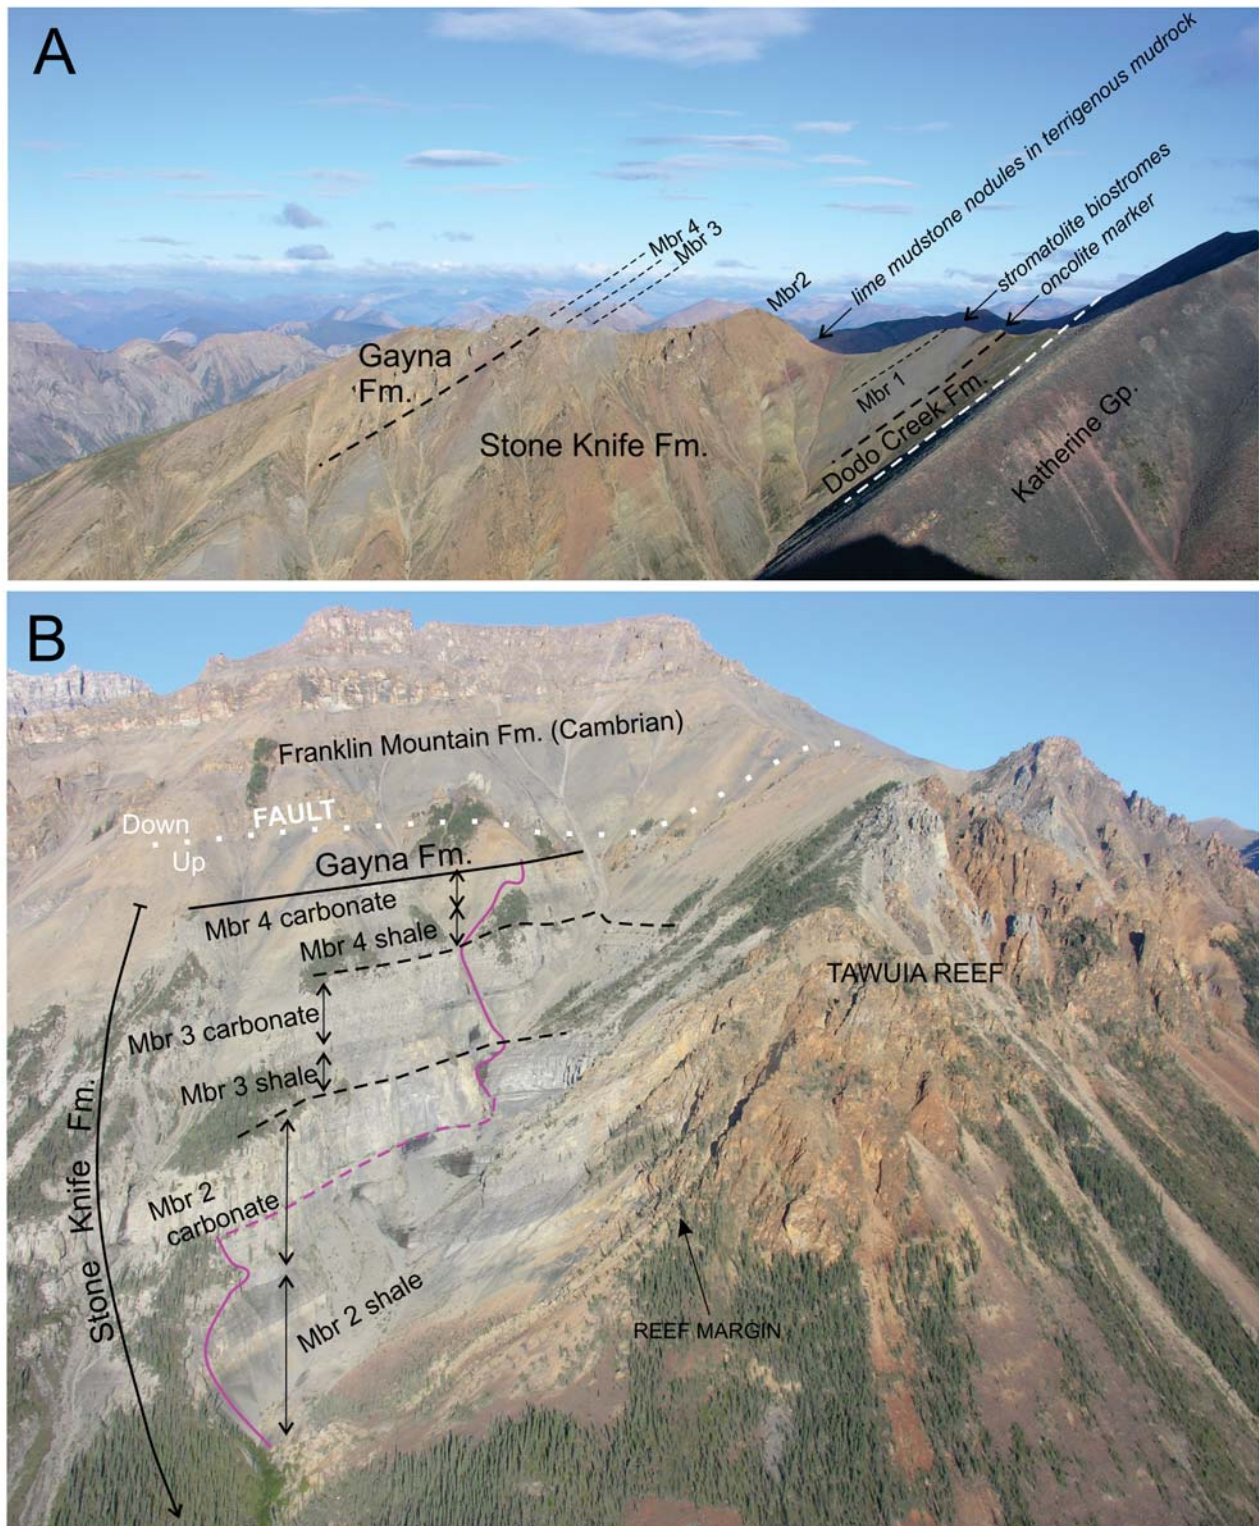 A
lime mudstone nodules in terrigenous mudrock
stromatolite biostromes
oncolite marker
Mbr 4
Mbr 3
Mbr2
Gayna
Fm.
Mbr 1
Stone Knife Fm.
Dodo Creek Fm.
Katherine Gp.
B
Franklin Mountain Fm. (Cambrian)
Down
FAULT
Up
Gayna Fm.
Mbr 4 carbonate
Mbr 4 shale
TAWUIA REEF
Mbr 3 carbonate
Mbr 3 shale
Stone Knife Fm.
Mbr 2
carbonate
Mbr 2 shale
REEF MARGIN